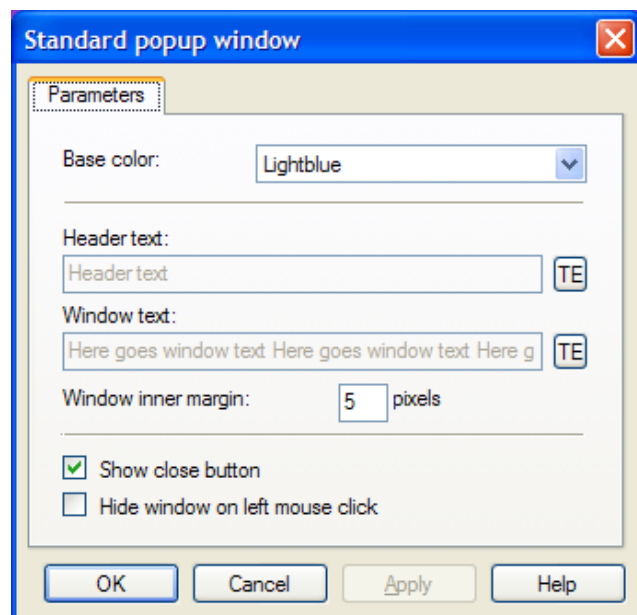 Standard popup window
Parameters
Base color: Lightblue
Header text:
Header text TE
Window text:
Here goes window text Here goes window text Here g TE
Window inner margin: 5 pixels
Show close button
Hide window on left mouse click
OK Cancel Apply Help